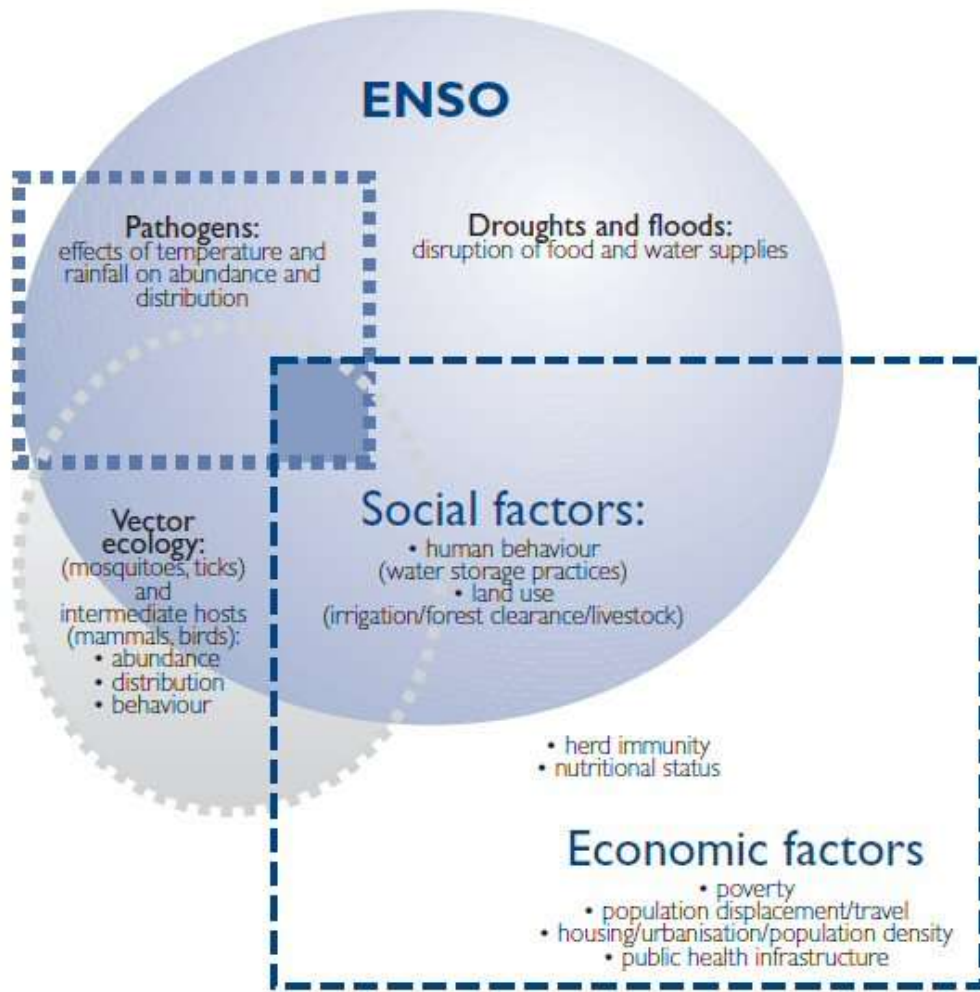 ENSO
Pathogens:
effects of temperature and
rainfall on abundance and
distribution
Droughts and floods:
disruption of food and water supplies
Vector
ecology:
(mosquitoes, ticks)
and
intermediate hosts
(mammals, birds):
• abundance
• distribution
• behaviour
Social factors:
• human behaviour
(water storage practices)
• land use
(irrigation/forest clearance/livestock)
• herd immunity
• nutritional status
Economic factors
• poverty
• population displacement/travel
• housing/urbanisation/population density
• public health infrastructure